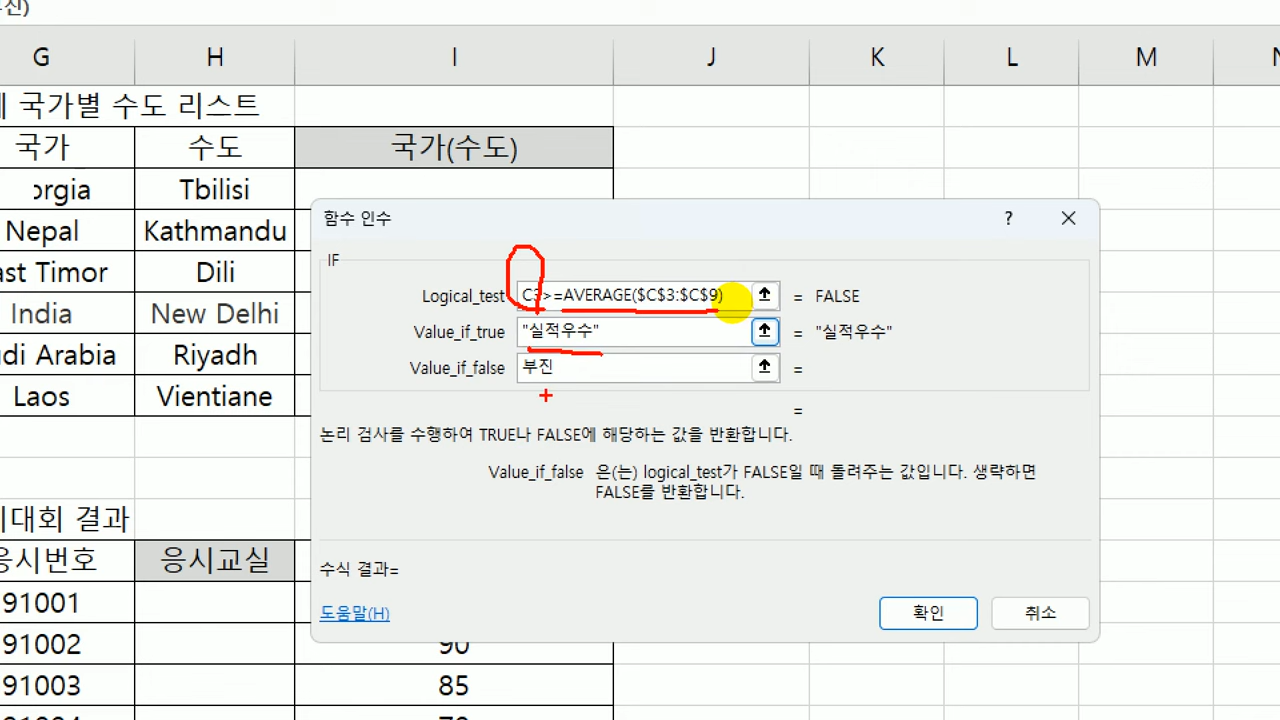 G H I J K L M
국가별 수도 리스트
국가 수도 국가(수도)
orgia Tbilisi
Nepal Kathmandu
ast Timor Dili
India New Delhi
di Arabia Riyadh
Laos Vientiane
함수 인수 ?
IF
Logical_test C3>=AVERAGE($C$3:$C$9) = FALSE
Value_if_true "실적우수" = "실적우수"
Value_if_false 부진 =
=
논리 검사를 수행하여 TRUE나 FALSE에 해당하는 값을 반환합니다.
Value_if_false 은(는) logical_test가 FALSE일 때 돌려주는 값입니다. 생략하면
FALSE를 반환합니다.
수식 결과=
도움말(H) 확인 취소
대회 결과
응시번호 응시교실
91001
91002 90
91003 85